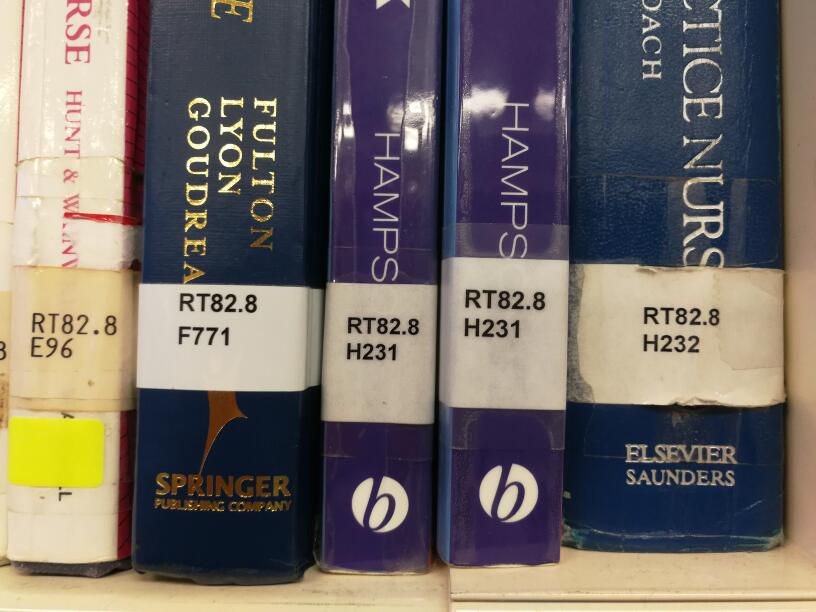 RSE HUNT & 
RT82.8
E96
FULTON
LYON
GOUDREA
RT82.8
F771
SPRINGER
PUBLISHING COMPANY
HAMPS
RT82.8
H231
b
HAMPS
RT82.8
H231
b
CTICE NURS
OACH
RT82.8
H232
ELSEVIER
SAUNDERS